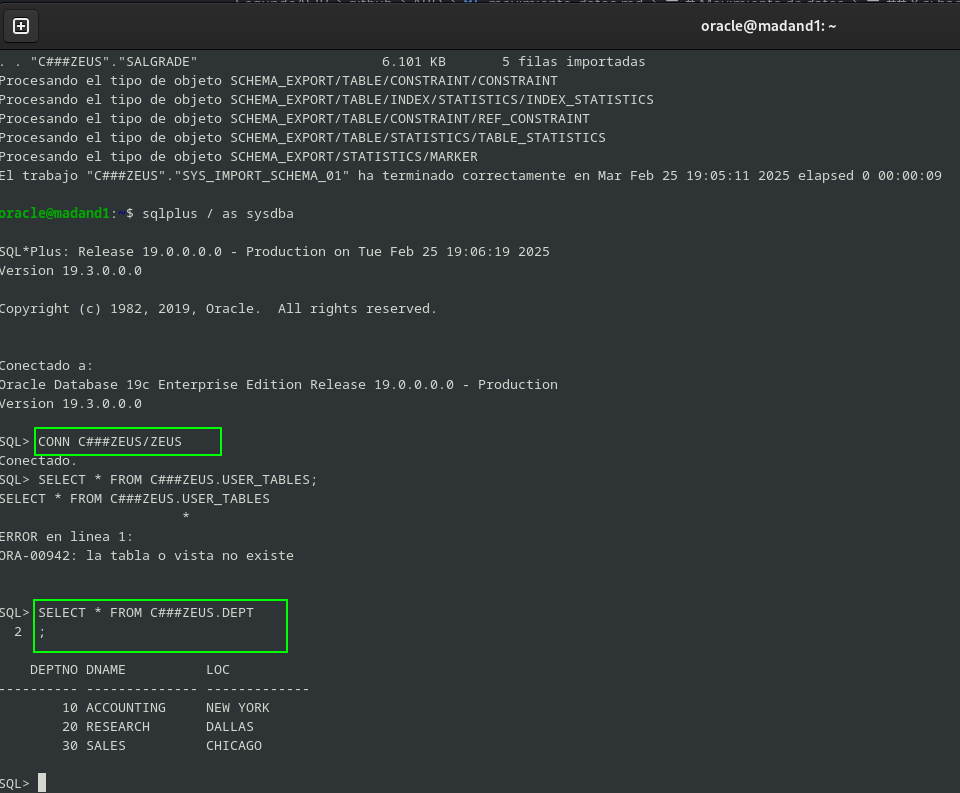 oracle@madand1: ~
. . "C###ZEUS"."SALGRADE" 6.101 KB 5 filas importadas
Procesando el tipo de objeto SCHEMA_EXPORT/TABLE/CONSTRAINT/CONSTRAINT
Procesando el tipo de objeto SCHEMA_EXPORT/TABLE/INDEX/STATISTICS/INDEX_STATISTICS
Procesando el tipo de objeto SCHEMA_EXPORT/TABLE/CONSTRAINT/REF_CONSTRAINT
Procesando el tipo de objeto SCHEMA_EXPORT/TABLE/STATISTICS/TABLE_STATISTICS
Procesando el tipo de objeto SCHEMA_EXPORT/STATISTICS/MARKER
El trabajo "C###ZEUS"."SYS_IMPORT_SCHEMA_01" ha terminado correctamente en Mar Feb 25 19:05:11 2025 elapsed 0 00:00:09
oracle@madand1:~$ sqlplus / as sysdba
SQL*Plus: Release 19.0.0.0.0 - Production on Tue Feb 25 19:06:19 2025
Version 19.3.0.0.0
Copyright (c) 1982, 2019, Oracle.  All rights reserved.
Conectado a:
Oracle Database 19c Enterprise Edition Release 19.0.0.0.0 - Production
Version 19.3.0.0.0
SQL> CONN C###ZEUS/ZEUS
Conectado.
SQL> SELECT * FROM C###ZEUS.USER_TABLES;
SELECT * FROM C###ZEUS.USER_TABLES
*
ERROR en linea 1:
ORA-00942: la tabla o vista no existe
SQL> SELECT * FROM C###ZEUS.DEPT
2 ;
DEPTNO DNAME LOC
---------- -------------- -------------
10 ACCOUNTING NEW YORK
20 RESEARCH DALLAS
30 SALES CHICAGO
SQL>